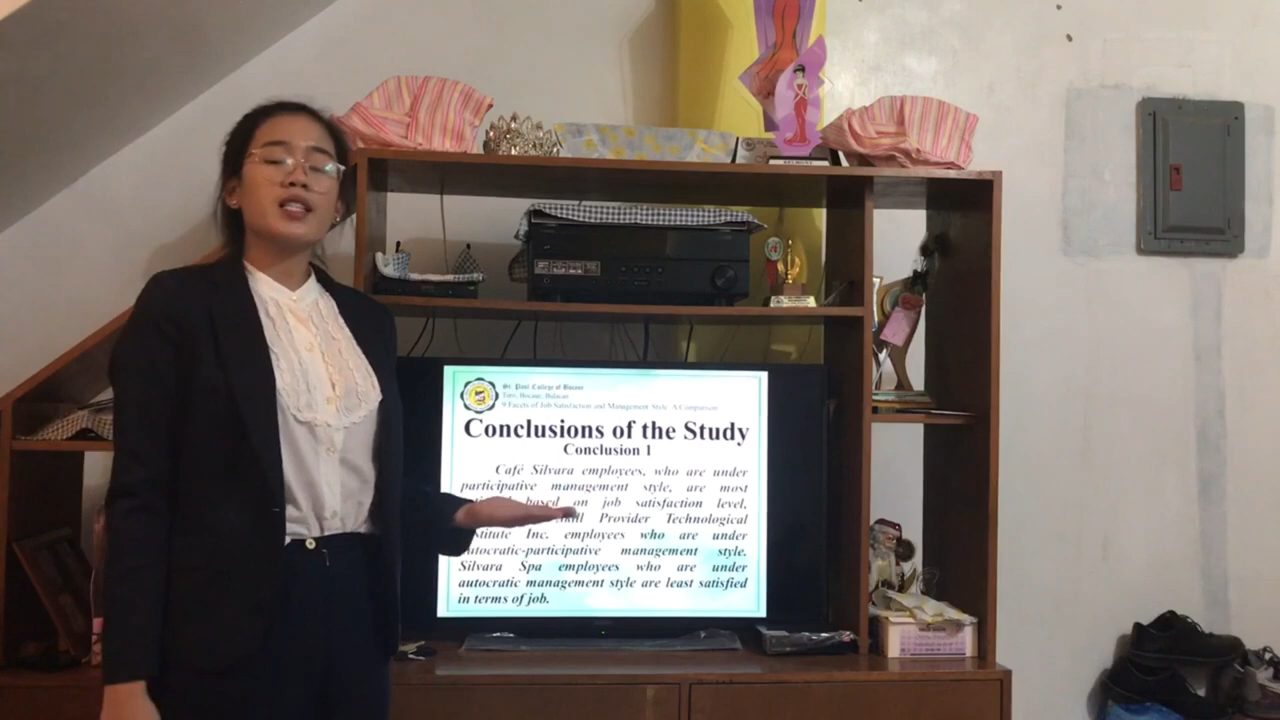 St. Paul College of Bocaue
Turo, Bocaue, Bulacan
9 Facets of Job Satisfaction and Management Style: A Comparison
Conclusions of the Study
Conclusion 1
Café Silvara employees, who are under
participative management style, are most
based on job satisfaction level,
Skill Provider Technological
Institute Inc. employees who are under
autocratic-participative management style.
Silvara Spa employees who are under
autocratic management style are least satisfied
in terms of job.